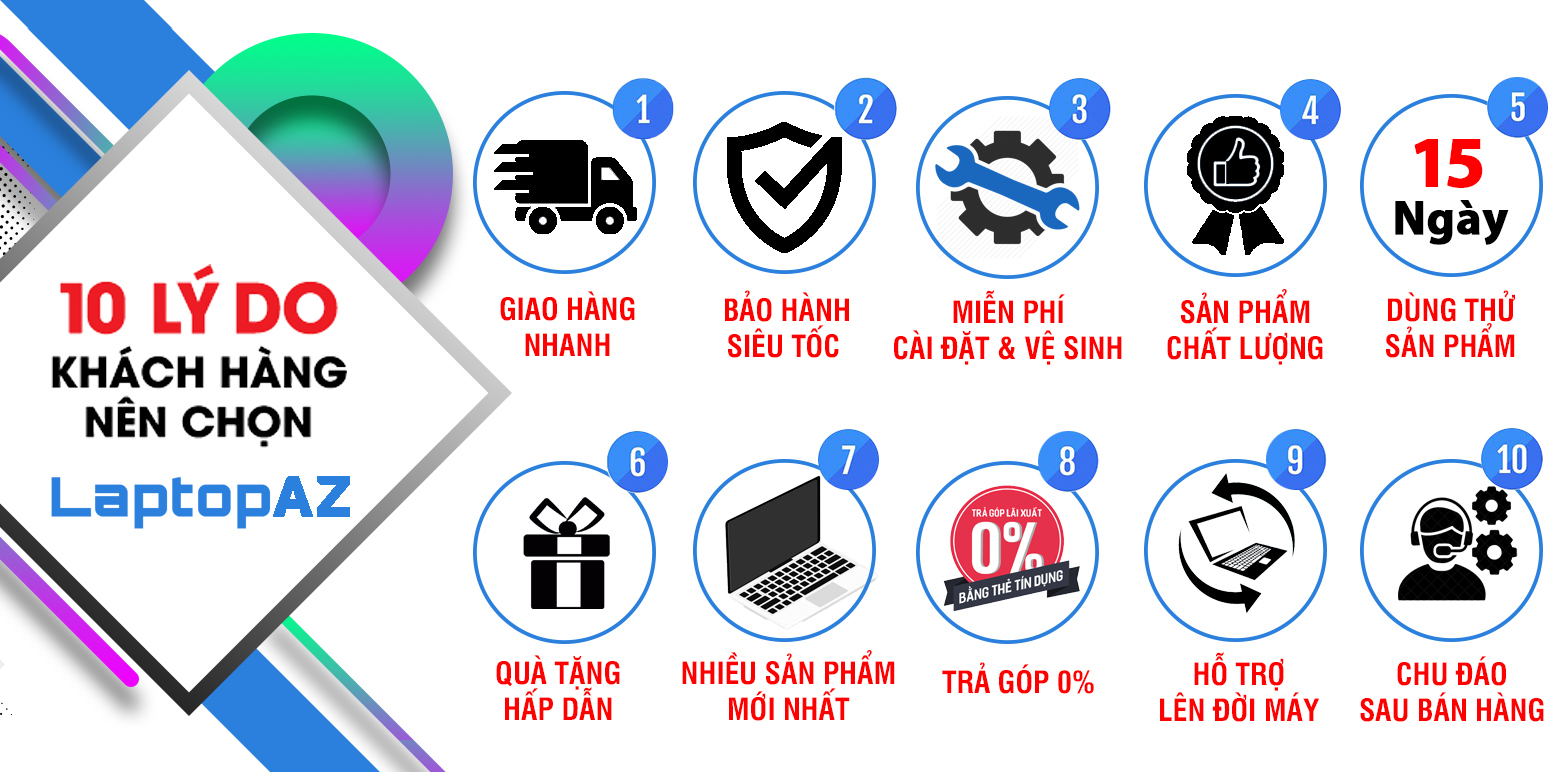 10 LÝ DO
KHÁCH HÀNG
NÊN CHỌN
LaptopAZ
1
GIAO HÀNG
NHANH
2
BẢO HÀNH
SIÊU TỐC
3
MIỄN PHÍ
CÀI ĐẶT & VỆ SINH
4
SẢN PHẨM
CHẤT LƯỢNG
5
15
Ngày
DÙNG THỬ
SẢN PHẨM
6
QUÀ TẶNG
HẤP DẪN
7
NHIỀU SẢN PHẨM
MỚI NHẤT
8
TRẢ GÓP LÃI XUẤT
0%
BẰNG THẺ TÍN DỤNG
TRẢ GÓP 0%
9
HỖ TRỢ
LÊN ĐỜI MÁY
10
CHU ĐÁO
SAU BÁN HÀNG